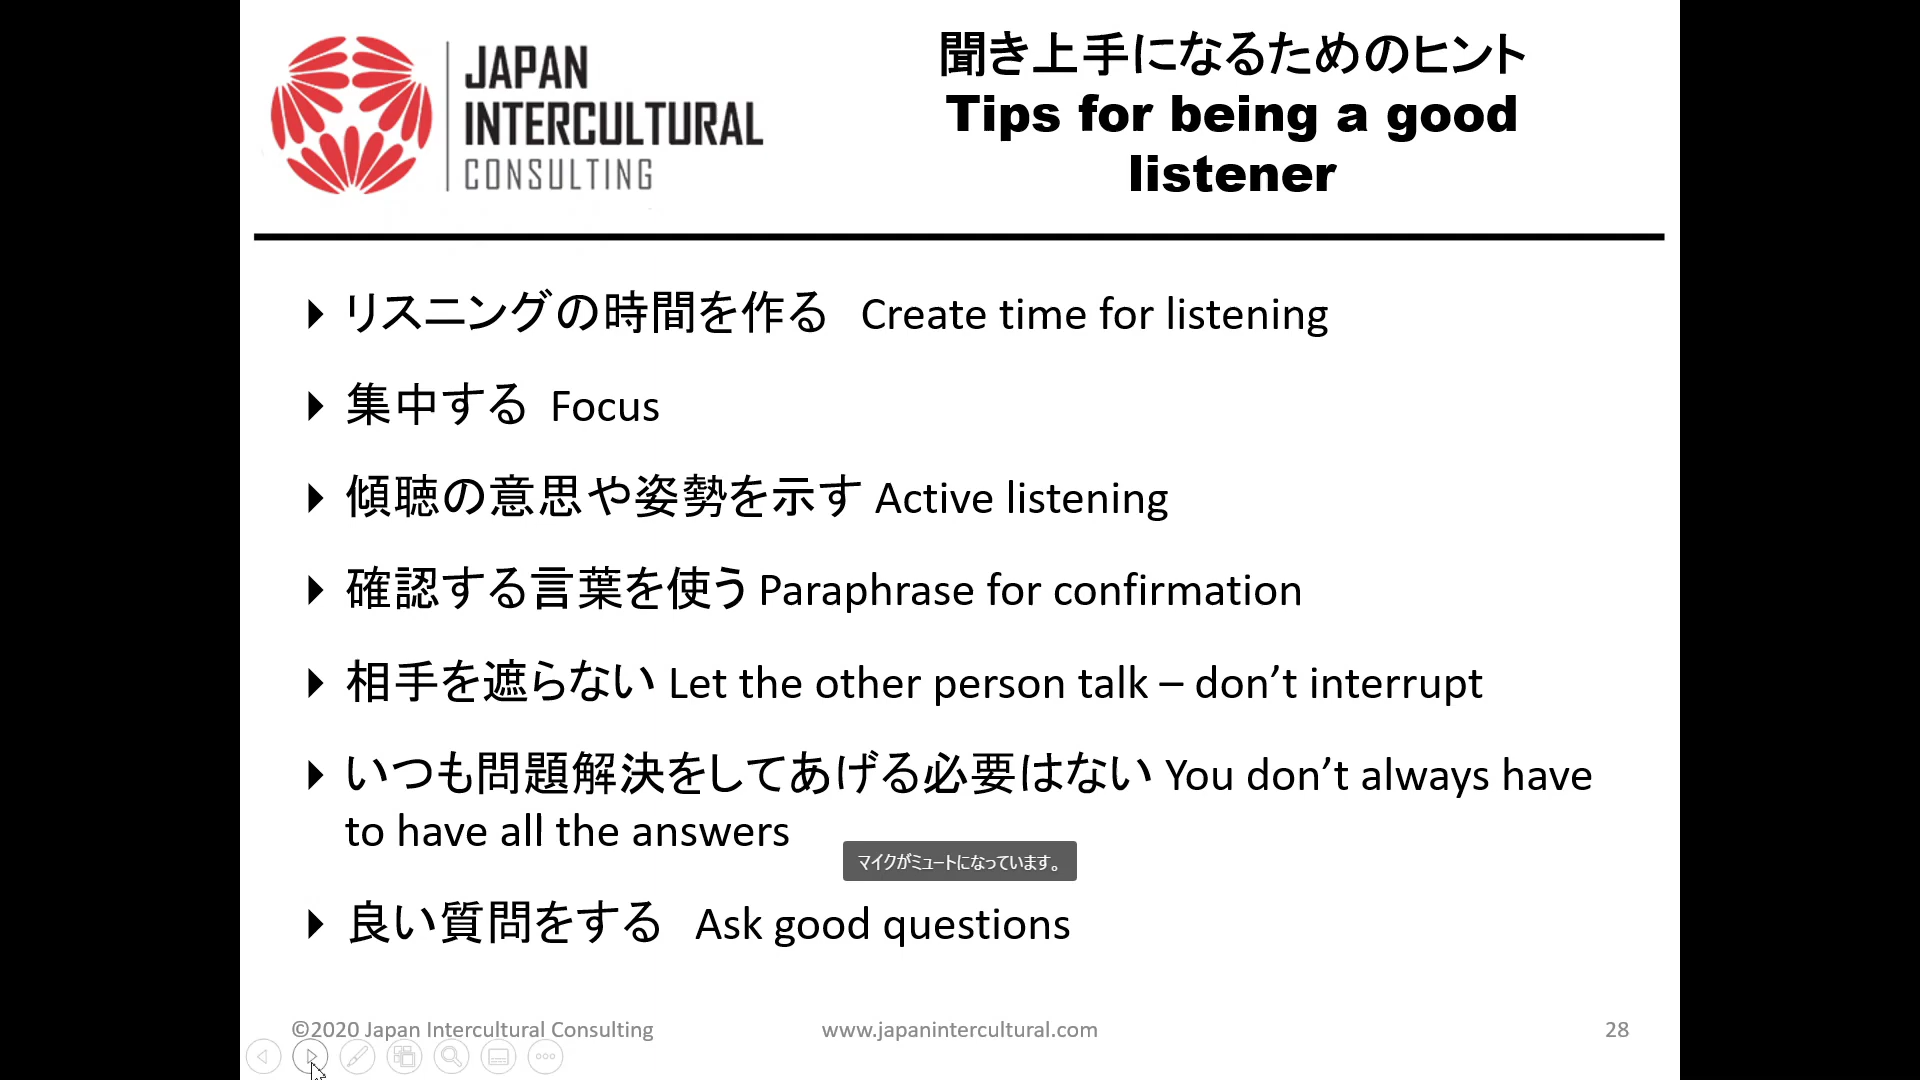 JAPAN
INTERCULTURAL
CONSULTING
聞き上手になるためのヒント
Tips for being a good
listener
リスニングの時間を作る Create time for listening
集中する Focus
傾聴の意思や姿勢を示す Active listening
確認する言葉を使う Paraphrase for confirmation
相手を遮らない Let the other person talk – don’t interrupt
いつも問題解決をしてあげる必要はない You don’t always have
to have all the answers
マイクがミュートになっています。
良い質問をする Ask good questions
©2020 Japan Intercultural Consulting
www.japanintercultural.com
28